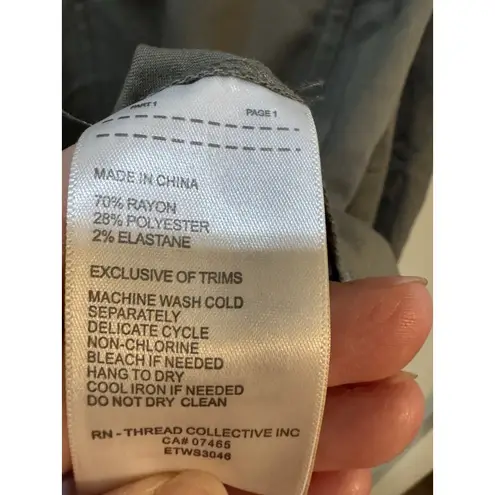 PART 1 PAGE 1
MADE IN CHINA
70% RAYON
28% POLYESTER
2% ELASTANE
EXCLUSIVE OF TRIMS
MACHINE WASH COLD
SEPARATELY
DELICATE CYCLE
NON-CHLORINE
BLEACH IF NEEDED
HANG TO DRY
COOL IRON IF NEEDED
DO NOT DRY CLEAN
RN - THREAD COLLECTIVE INC
CA# 07465
ETWS3046